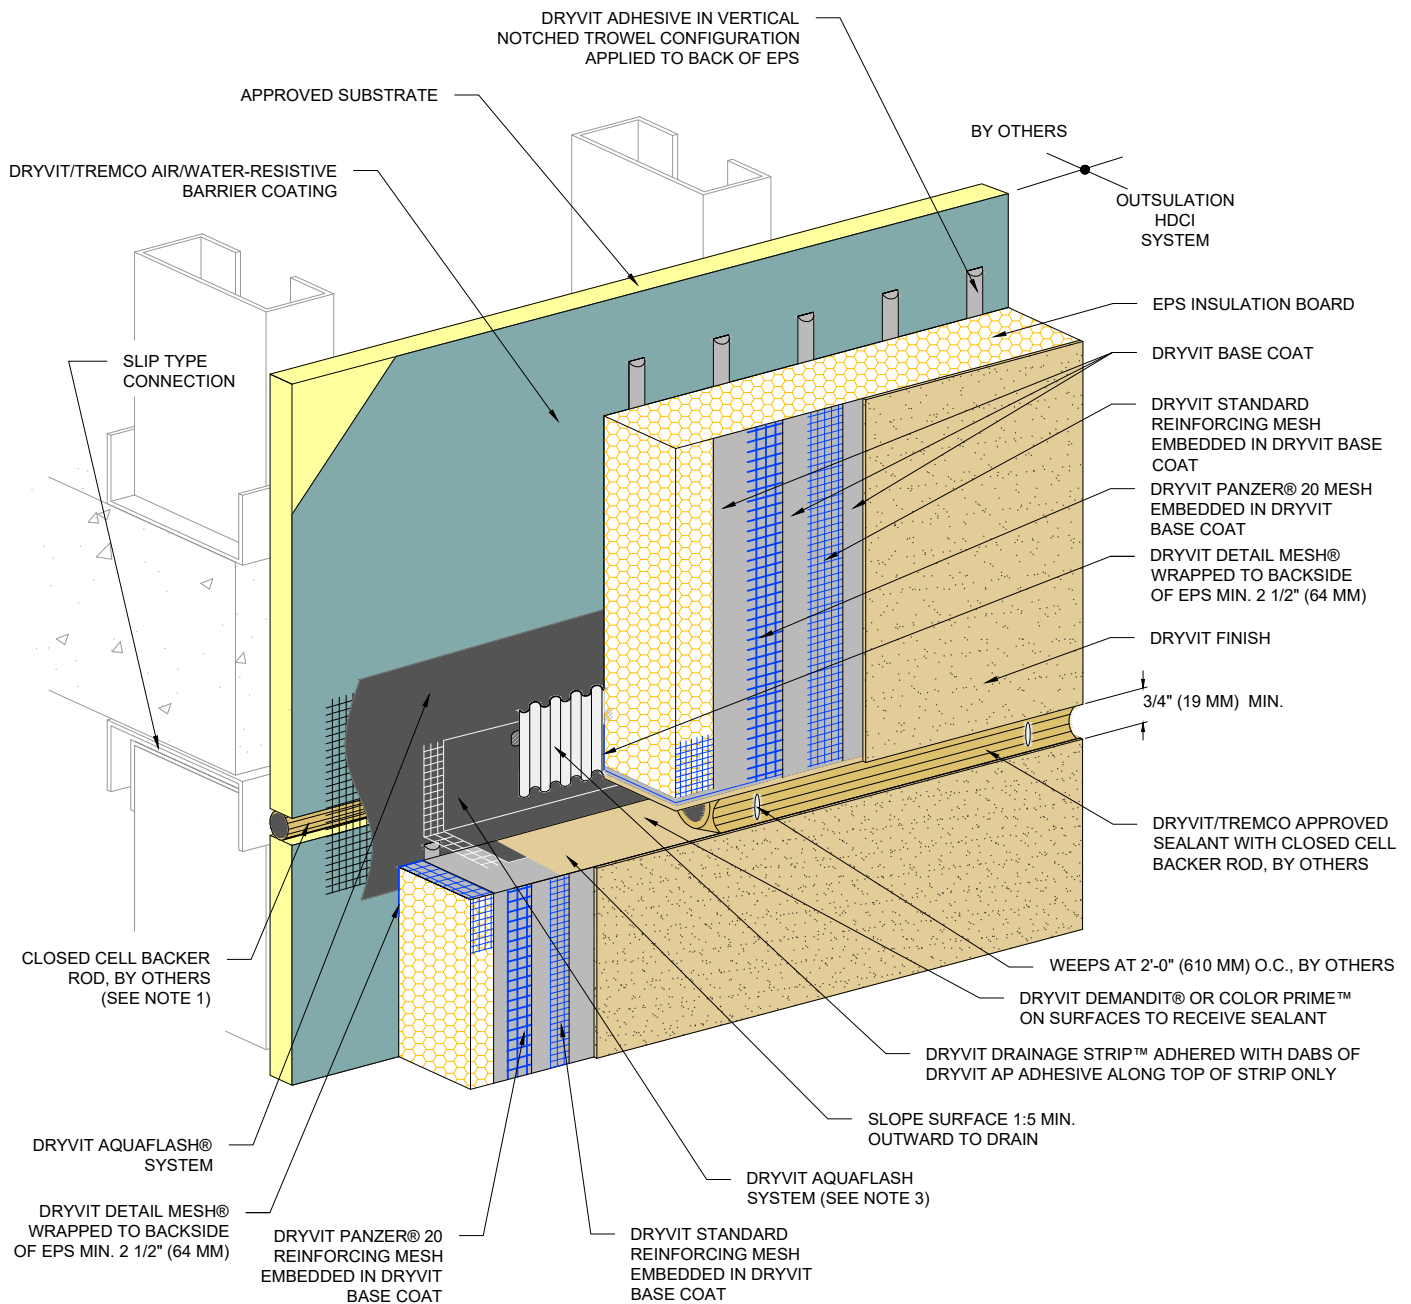 DRYVIT ADHESIVE IN VERTICAL
NOTCHED TROWEL CONFIGURATION
APPLIED TO BACK OF EPS
APPROVED SUBSTRATE
BY OTHERS
DRYVIT/TREMCO AIR/WATER-RESISTIVE
BARRIER COATING
OUTSULATION
HDCI
SYSTEM
EPS INSULATION BOARD
SLIP TYPE
CONNECTION
DRYVIT BASE COAT
DRYVIT STANDARD
REINFORCING MESH
EMBEDDED IN DRYVIT BASE
COAT
DRYVIT PANZER® 20 MESH
EMBEDDED IN DRYVIT
BASE COAT
DRYVIT DETAIL MESH®
WRAPPED TO BACKSIDE
OF EPS MIN. 2 1/2" (64 MM)
DRYVIT FINISH
3/4" (19 MM) MIN.
DRYVIT/TREMCO APPROVED
SEALANT WITH CLOSED CELL
BACKER ROD, BY OTHERS
CLOSED CELL BACKER
ROD, BY OTHERS
(SEE NOTE 1)
WEEPS AT 2'-0" (610 MM) O.C., BY OTHERS
DRYVIT DEMANDIT® OR COLOR PRIME™
ON SURFACES TO RECEIVE SEALANT
DRYVIT DRAINAGE STRIP™ ADHERED WITH DABS OF
DRYVIT AP ADHESIVE ALONG TOP OF STRIP ONLY
SLOPE SURFACE 1:5 MIN.
OUTWARD TO DRAIN
DRYVIT AQUAFLASH®
SYSTEM
DRYVIT AQUAFLASH
SYSTEM (SEE NOTE 3)
DRYVIT DETAIL MESH®
WRAPPED TO BACKSIDE
OF EPS MIN. 2 1/2" (64 MM)
DRYVIT PANZER® 20
REINFORCING MESH
EMBEDDED IN DRYVIT
BASE COAT
DRYVIT STANDARD
REINFORCING MESH
EMBEDDED IN DRYVIT
BASE COAT